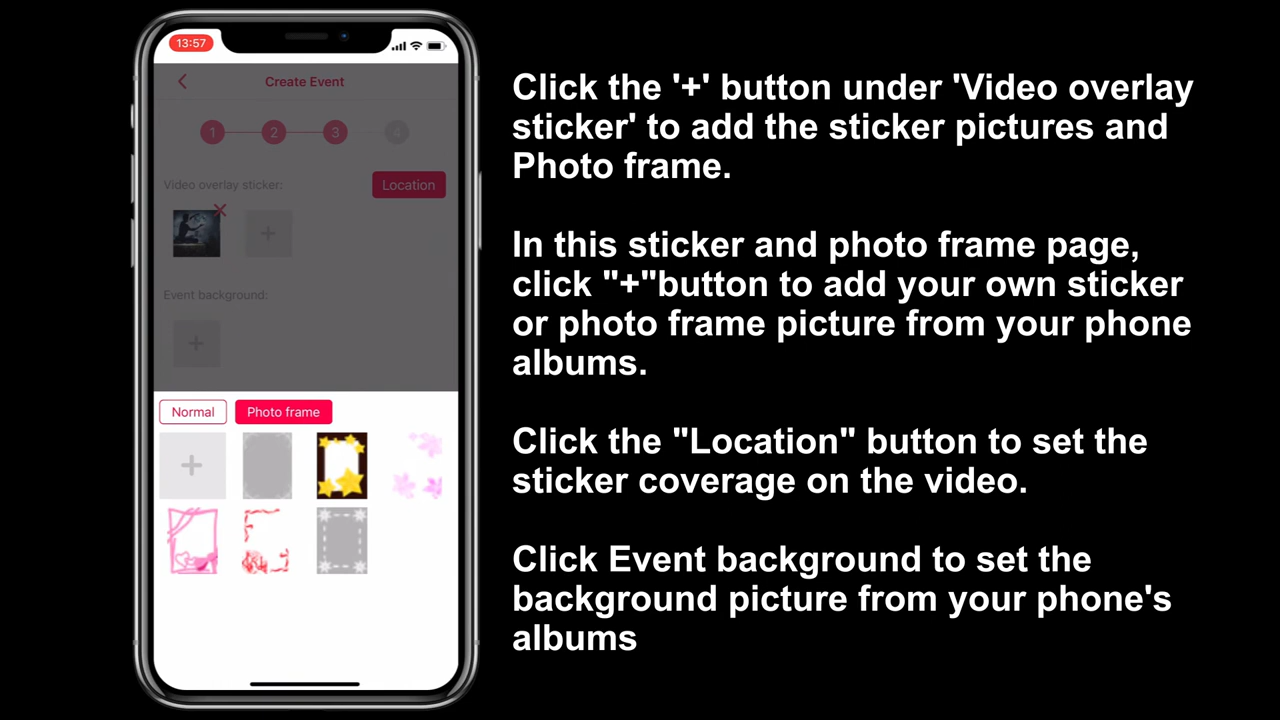 13:57
Create Event
1 2 3 4
Video overlay sticker:
Location
+
Event background:
+
Normal
Photo frame
+
Click the '+' button under 'Video overlay
sticker' to add the sticker pictures and
Photo frame.
In this sticker and photo frame page,
click "+"button to add your own sticker
or photo frame picture from your phone
albums.
Click the "Location" button to set the
sticker coverage on the video.
Click Event background to set the
background picture from your phone's
albums